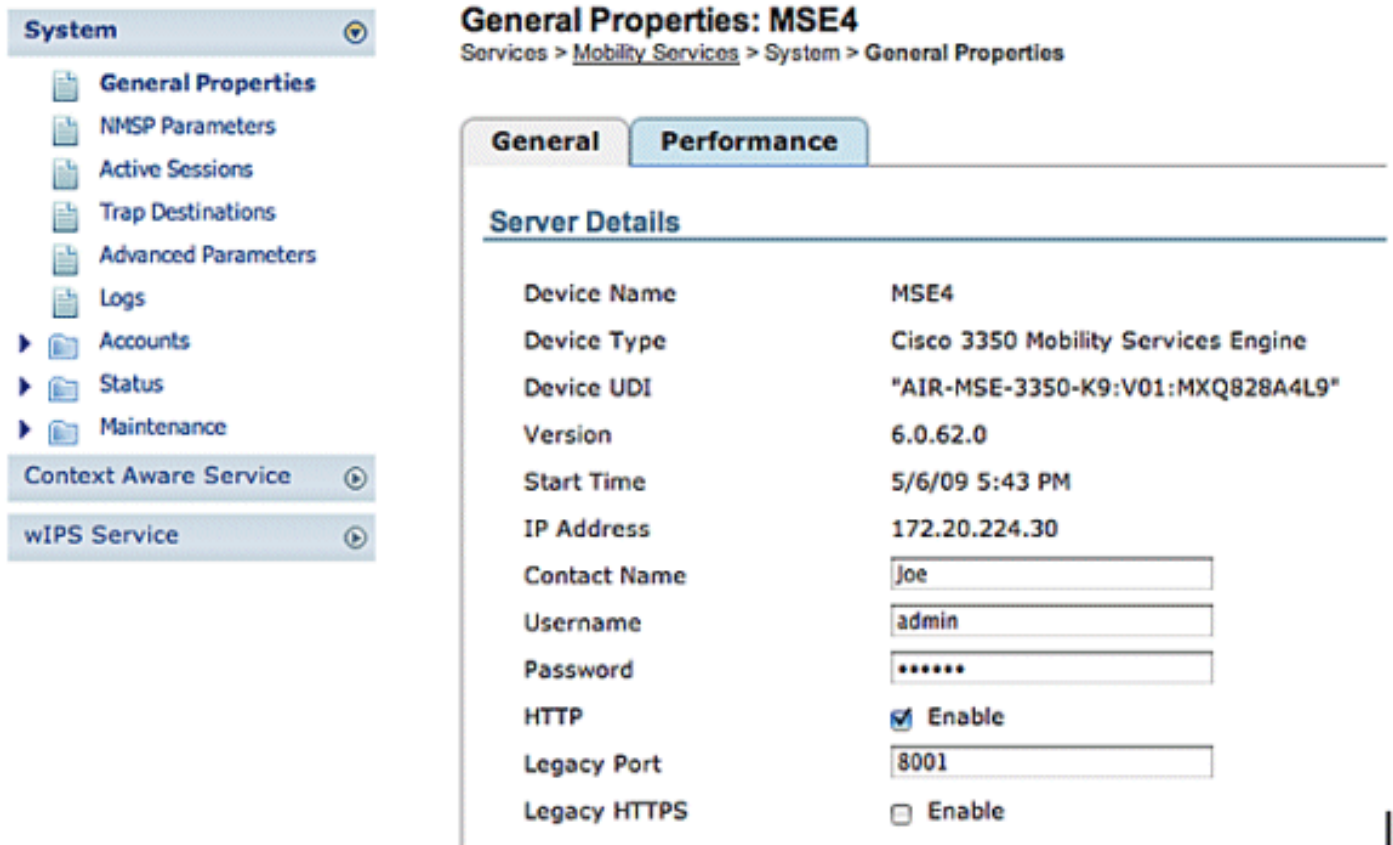 System
General Properties
NMSP Parameters
Active Sessions
Trap Destinations
Advanced Parameters
Logs
Accounts
Status
Maintenance
Context Aware Service
wIPS Service
General Properties: MSE4
Services > Mobility Services > System > General Properties
General Performance
Server Details
Device Name MSE4
Device Type Cisco 3350 Mobility Services Engine
Device UDI "AIR-MSE-3350-K9:V01:MXQ828A4L9"
Version 6.0.62.0
Start Time 5/6/09 5:43 PM
IP Address 172.20.224.30
Contact Name Joe
Username admin
Password ••••••
HTTP Enable
Legacy Port 8001
Legacy HTTPS Enable